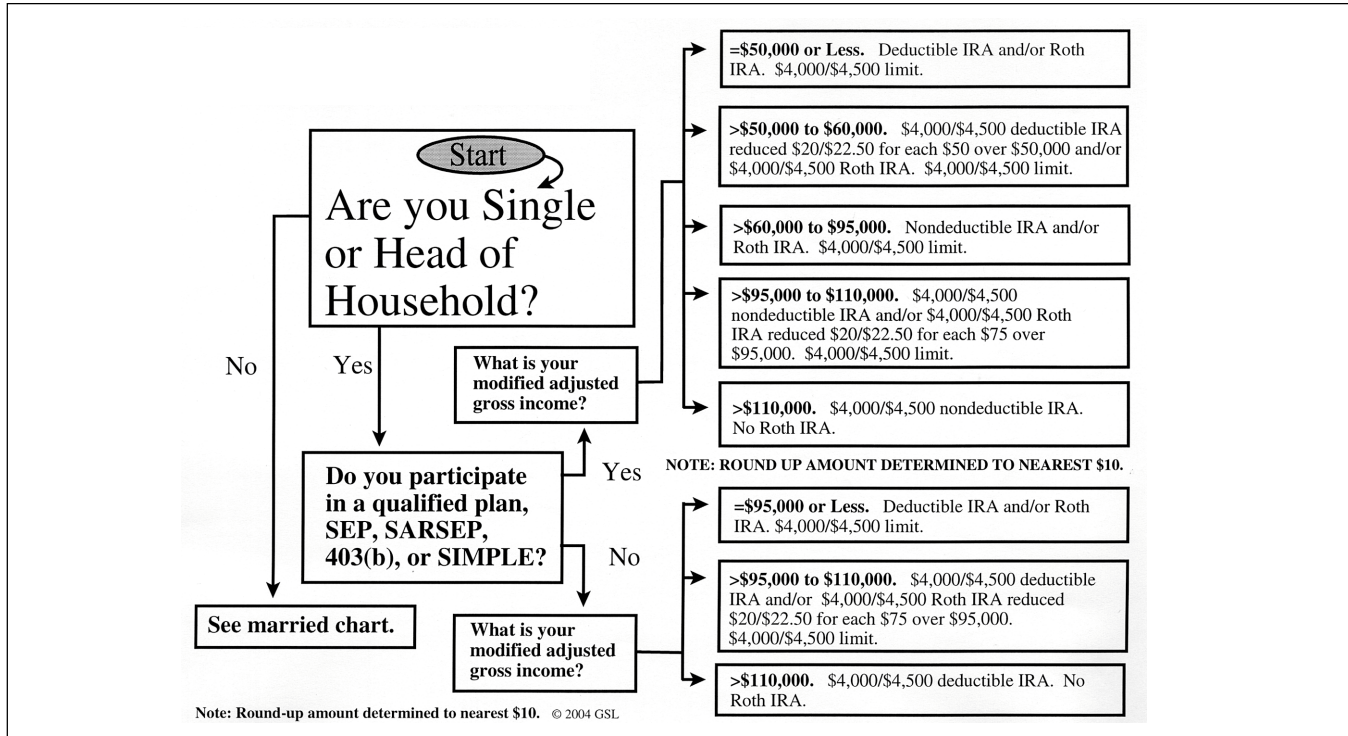 Start
Are you Single
or Head of
Household?
No
Yes
See married chart.
Do you participate
in a qualified plan,
SEP, SARSEP,
403(b), or SIMPLE?
Yes
What is your
modified adjusted
gross income?
=$50,000 or Less. Deductible IRA and/or Roth
IRA. $4,000/$4,500 limit.
>$50,000 to $60,000. $4,000/$4,500 deductible IRA
reduced $20/$22.50 for each $50 over $50,000 and/or
$4,000/$4,500 Roth IRA. $4,000/$4,500 limit.
>$60,000 to $95,000. Nondeductible IRA and/or
Roth IRA. $4,000/$4,500 limit.
>$95,000 to $110,000. $4,000/$4,500
nondeductible IRA and/or $4,000/$4,500 Roth
IRA reduced $20/$22.50 for each $75 over
$95,000. $4,000/$4,500 limit.
>$110,000. $4,000/$4,500 nondeductible IRA.
No Roth IRA.
NOTE: ROUND UP AMOUNT DETERMINED TO NEAREST $10.
No
What is your
modified adjusted
gross income?
=$95,000 or Less. Deductible IRA and/or Roth
IRA. $4,000/$4,500 limit.
>$95,000 to $110,000. $4,000/$4,500 deductible
IRA and/or $4,000/$4,500 Roth IRA reduced
$20/$22.50 for each $75 over $95,000.
$4,000/$4,500 limit.
>$110,000. $4,000/$4,500 deductible IRA. No
Roth IRA.
Note: Round-up amount determined to nearest $10. © 2004 GSL